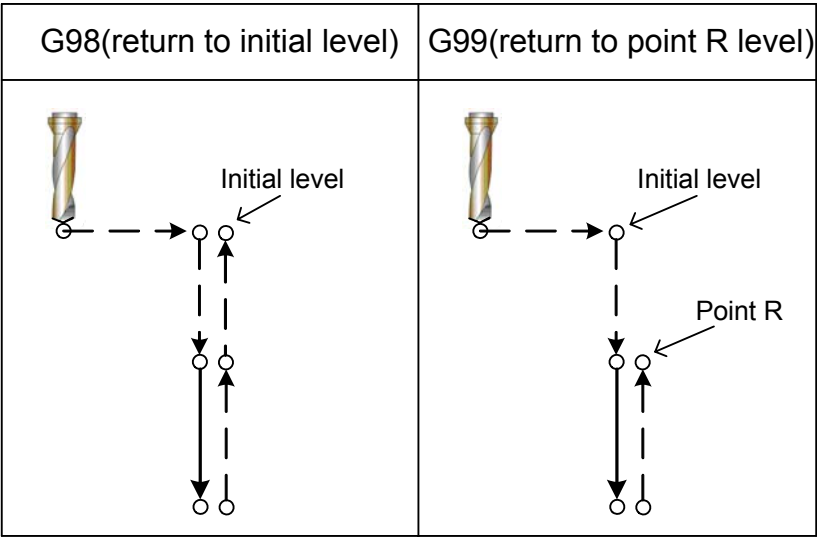 G98(return to initial level)
G99(return to point R level)
Initial level
Initial level
Point R